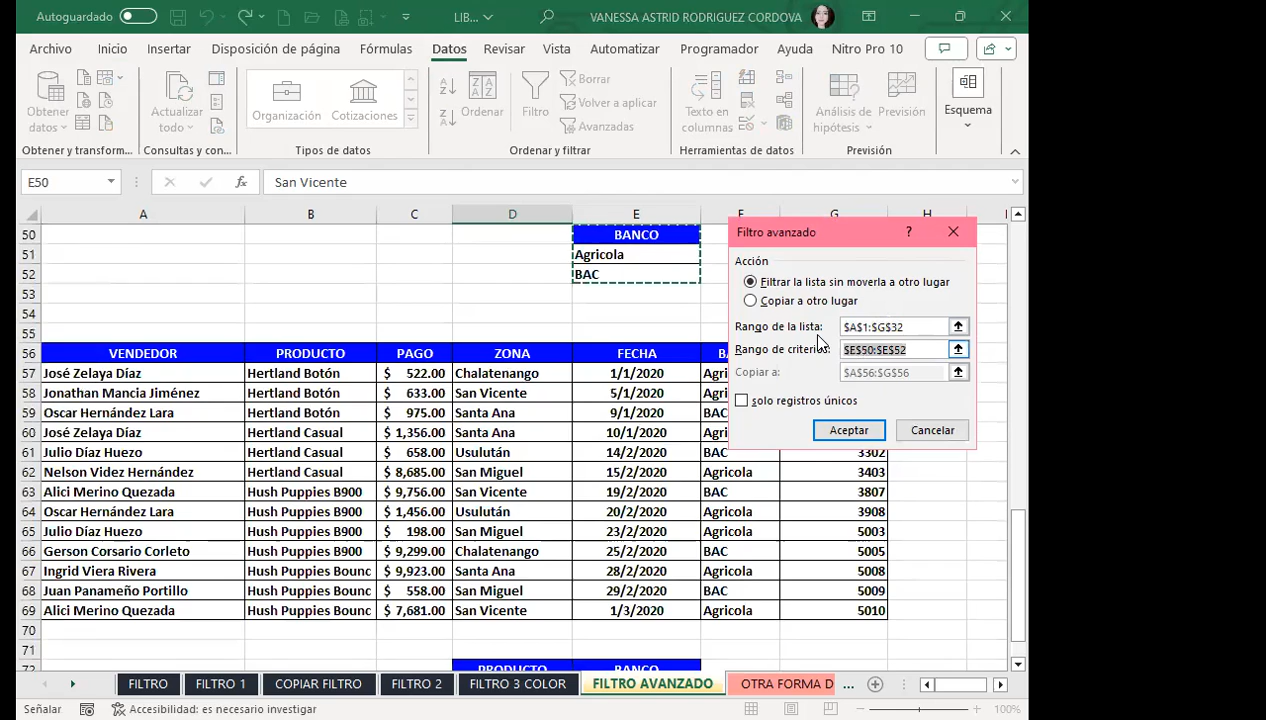 Autoguardado
LIB...
VANESSA ASTRID RODRIGUEZ CORDOVA
Archivo Inicio Insertar Disposición de página Fórmulas Datos Revisar Vista Automatizar Programador Ayuda Nitro Pro 10
Obtener datos
Actualizar todo
Organización
Cotizaciones
Ordenar
Filtro
Borrar
Volver a aplicar
Avanzadas
Texto en columnas
Análisis de hipótesis
Previsión
Esquema
Obtener y transform... Consultas y con... Tipos de datos Ordenar y filtrar Herramientas de datos Previsión
E50 fx San Vicente
A B C D E F G H I
50 BANCO
51 Agricola
52 BAC
53
54
55
56 VENDEDOR PRODUCTO PAGO ZONA FECHA
57 José Zelaya Díaz Hertland Botón $ 522.00 Chalatenango 1/1/2020
58 Jonathan Mancia Jiménez Hertland Botón $ 633.00 San Vicente 5/1/2020
59 Oscar Hernández Lara Hertland Botón $ 975.00 Santa Ana 9/1/2020 BAC
60 José Zelaya Díaz Hertland Casual $ 1,356.00 Santa Ana 10/1/2020
61 Julio Díaz Huezo Hertland Casual $ 658.00 Usulután 14/2/2020 BAC 3302
62 Nelson Videz Hernández Hertland Casual $ 8,685.00 San Miguel 15/2/2020 Agricola 3403
63 Alici Merino Quezada Hush Puppies B900 $ 9,756.00 San Vicente 19/2/2020 BAC 3807
64 Oscar Hernández Lara Hush Puppies B900 $ 1,456.00 Usulután 20/2/2020 Agricola 3908
65 Julio Díaz Huezo Hush Puppies B900 $ 198.00 San Miguel 23/2/2020 Agricola 5003
66 Gerson Corsario Corleto Hush Puppies B900 $ 9,299.00 Chalatenango 25/2/2020 BAC 5005
67 Ingrid Viera Rivera Hush Puppies Bounc $ 9,923.00 Santa Ana 28/2/2020 Agricola 5008
68 Juan Panameño Portillo Hush Puppies Bounc $ 558.00 San Miguel 29/2/2020 BAC 5009
69 Alici Merino Quezada Hush Puppies Bounc $ 7,681.00 San Vicente 1/3/2020 Agricola 5010
70
71
72 PRODUCTO BANCO
Filtro avanzado ?
Acción
Filtrar la lista sin moverla a otro lugar
Copiar a otro lugar
Rango de la lista: $A$1:$G$32
Rango de criterios: $E$50:$E$52
Copiar a: $A$56:$G$56
Solo registros únicos
Aceptar Cancelar
FILTRO FILTRO 1 COPIAR FILTRO FILTRO 2 FILTRO 3 COLOR FILTRO AVANZADO OTRA FORMA D ...
Señalar Accesibilidad: es necesario investigar 100%